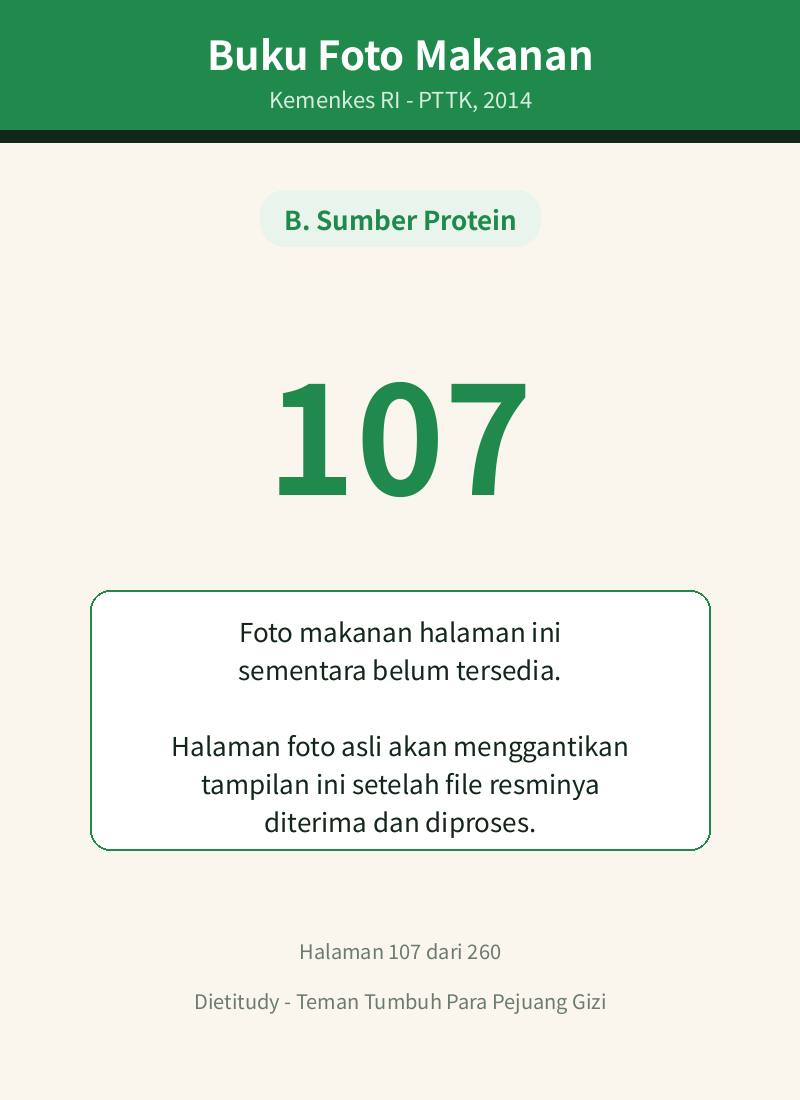 Buku Foto Makanan
Kemenkes RI - PTTK, 2014
B. Sumber Protein
107
Foto makanan halaman ini
sementara belum tersedia.
Halaman foto asli akan menggantikan
tampilan ini setelah file resminya
diterima dan diproses.
Halaman 107 dari 260
Dietitudy - Teman Tumbuh Para Pejuang Gizi